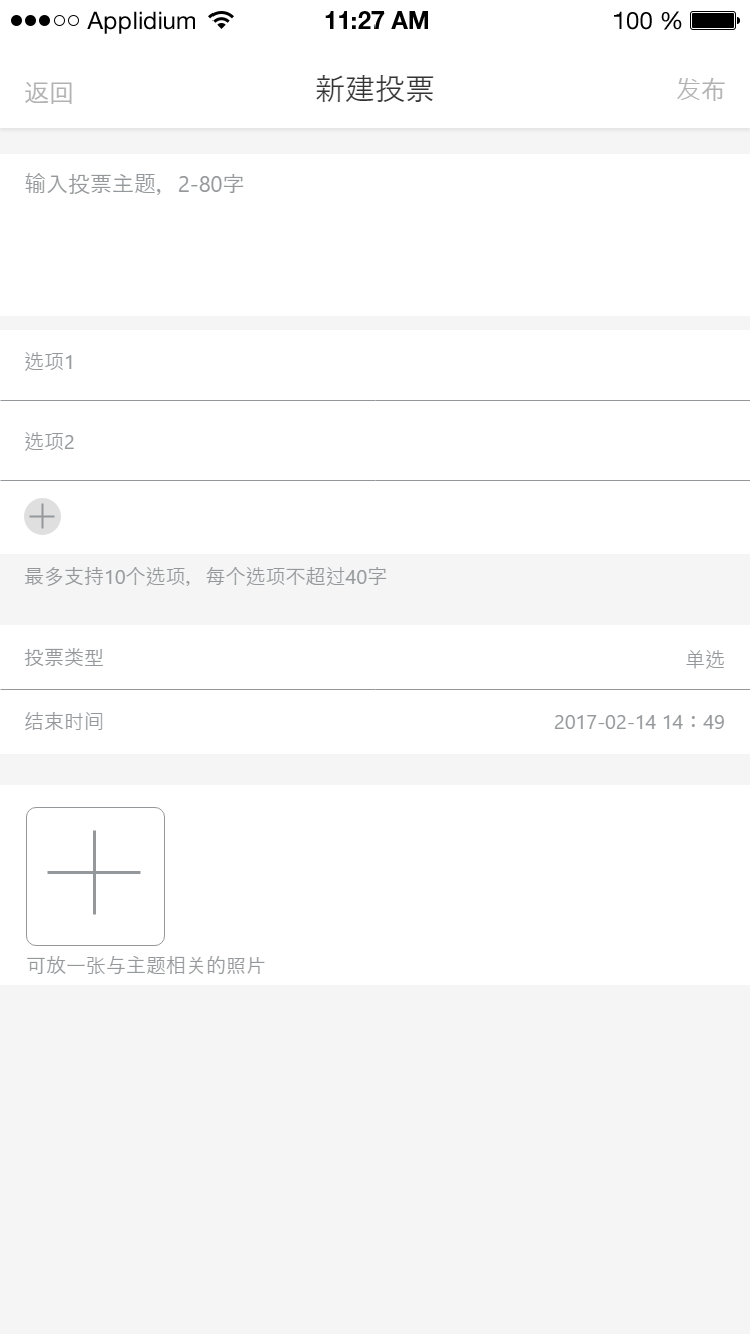 Applidium 11:27 AM 100 %
返回 新建投票 发布
输入投票主题，2-80字
选项1
选项2
最多支持10个选项，每个选项不超过40字
投票类型 单选
结束时间 2017-02-14 14：49
可放一张与主题相关的照片